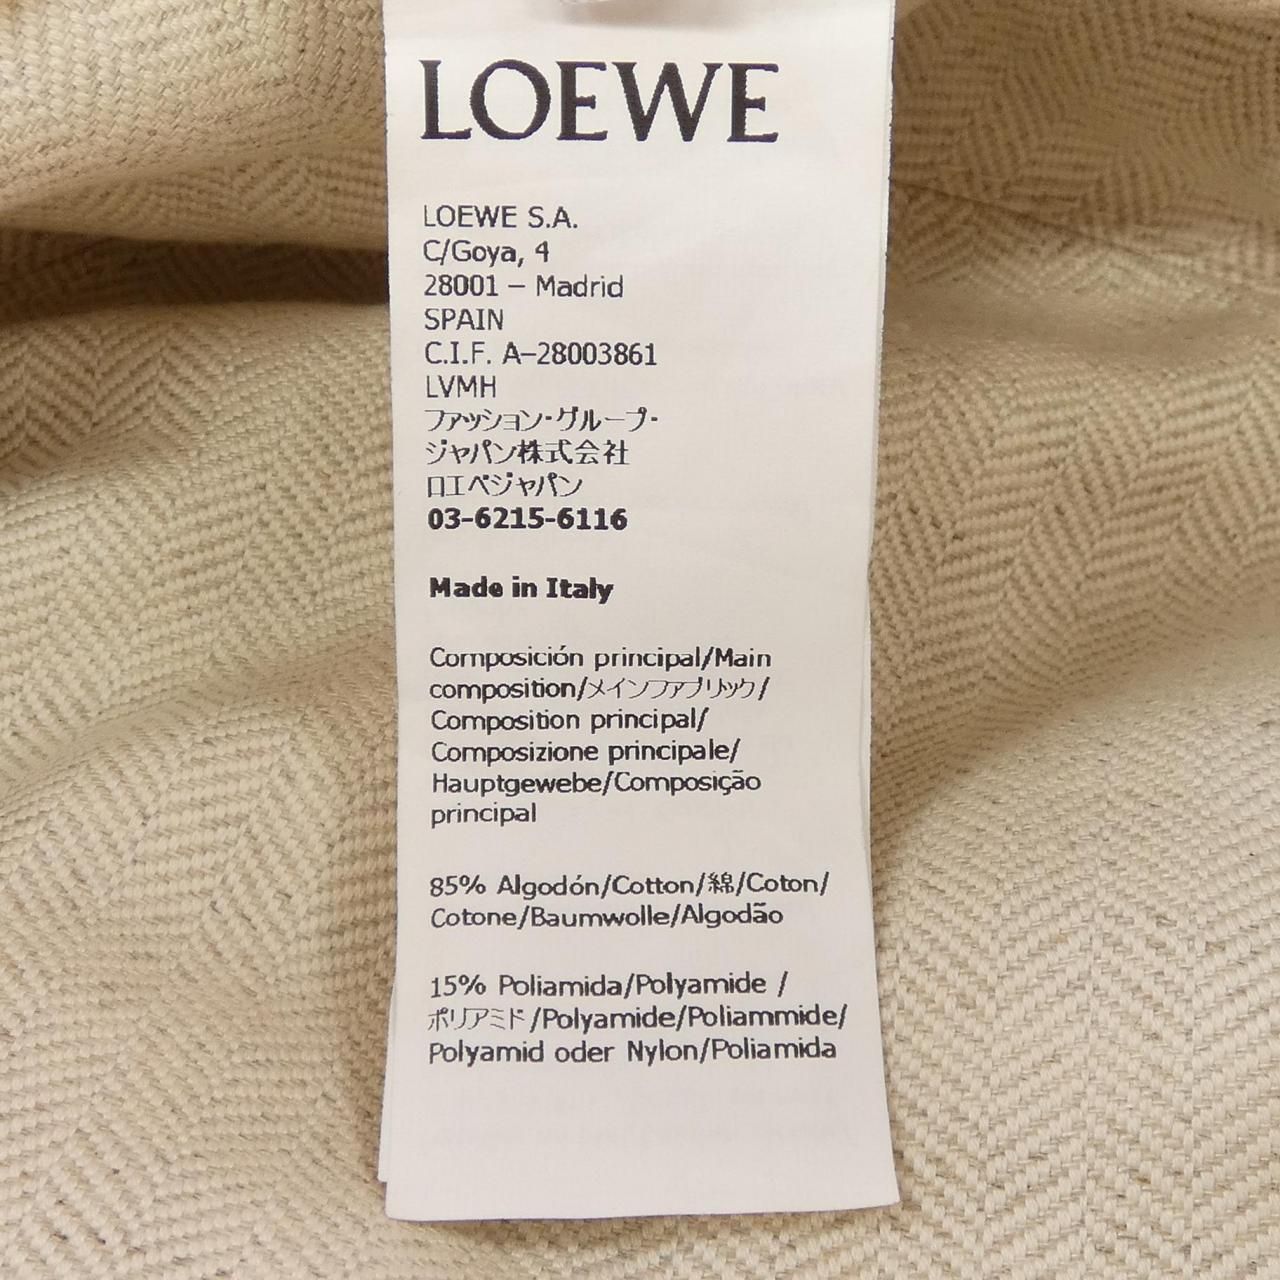 LOEWE
LOEWE S.A.
C/Goya, 4
28001 – Madrid
SPAIN
C.I.F. A–28003861
LVMH
ファッション・グループ・
ジャパン株式会社
ロエベジャパン
03-6215-6116
Made in Italy
Composición principal/Main
composition/メインファブリック/
Composition principal/
Composizione principale/
Hauptgewebe/Composição
principal
85% Algodón/Cotton/綿/Coton/
Cotone/Baumwolle/Algodão
15% Poliamida/Polyamide /
ポリアミド/Polyamide/Poliammide/
Polyamid oder Nylon/Poliamida